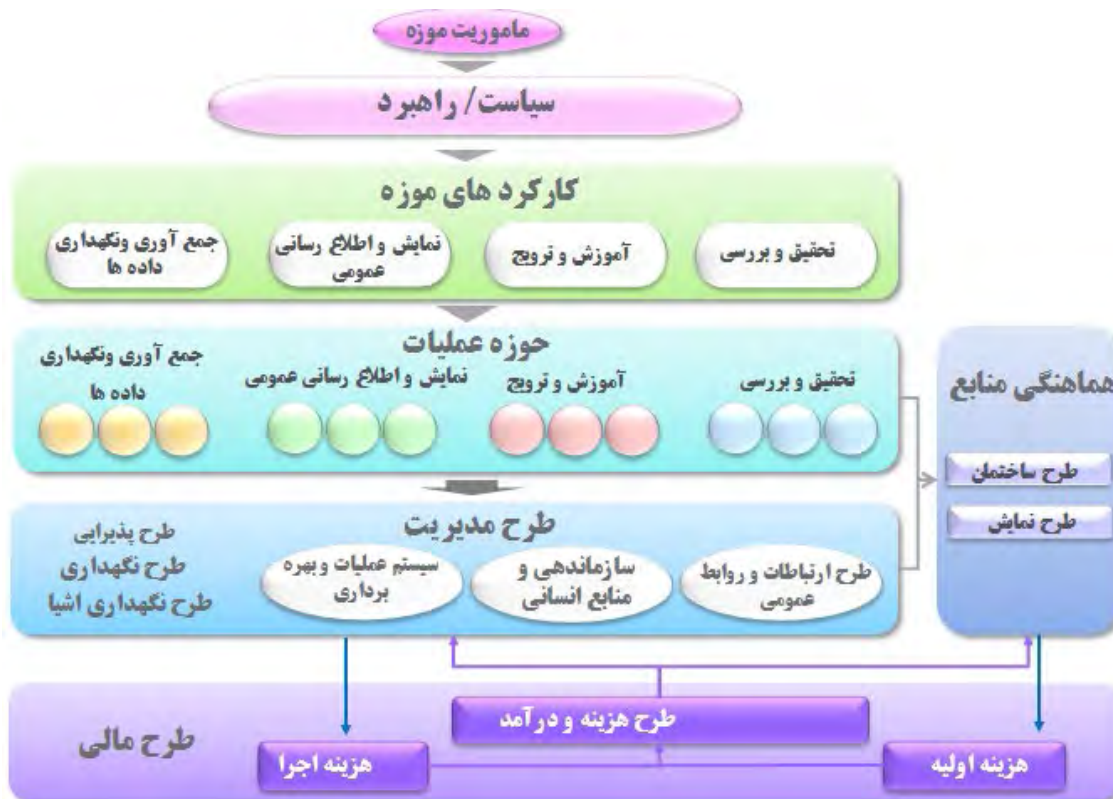 ماموریت موزه
سیاست/ راهبرد
کارکرد های موزه
تحقیق و بررسی
آموزش و ترویج
نمایش و اطلاع رسانی
عمومی
جمع آوری ونگهداری
داده ها
حوزه عملیات
تحقیق و بررسی
آموزش و ترویج
نمایش و اطلاع رسانی عمومی
جمع آوری ونگهداری
داده ها
هماهنگی منابع
طرح ساختمان
طرح نمایش
طرح مدیریت
طرح ارتباطات و روابط
عمومی
سازماندهی و
منابع انسانی
سیستم عملیات و بهره
برداری
طرح پذیرایی
طرح نگهداری
طرح نگهداری اشیا
طرح مالی
طرح هزینه و درآمد
هزینه اولیه
هزینه اجرا